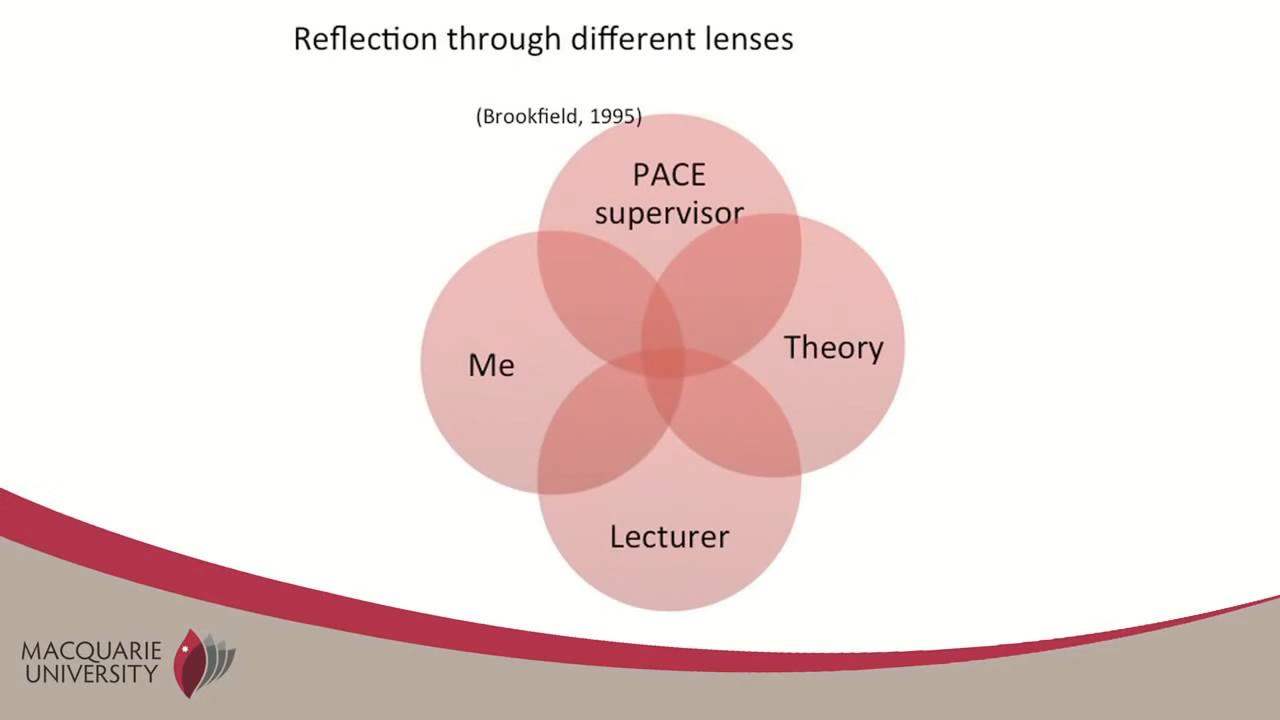 Reflection through different lenses
(Brookfield, 1995)
PACE
supervisor
Theory
Me
Lecturer
MACQUARIE
UNIVERSITY